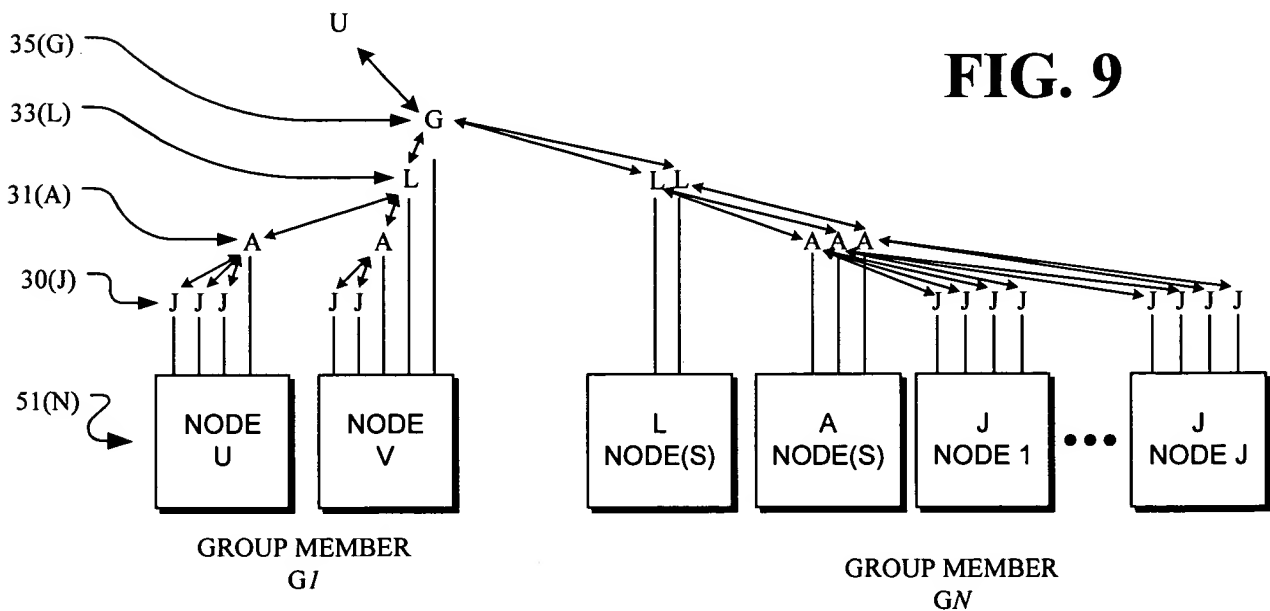 U
35(G)
FIG. 9
33(L)
G
L
L L
31(A)
A
A
A A A
30(J)
J J J
J J
J J J J
J J J J
51(N)
NODE
U
NODE
V
L
NODE(S)
A
NODE(S)
J
NODE 1
•••
J
NODE J
GROUP MEMBER
G1
GROUP MEMBER
GN